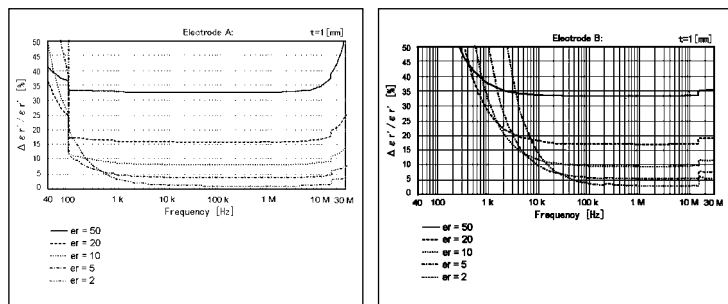 Electrode A: t=1 [mm]
Δεr'/εr' [%]
50
45
40
35
30
25
20
15
10
5
0
40 100 1 k 10 k 100 k 1 M 10 M 30 M
Frequency [Hz]
er = 50
er = 20
er = 10
er = 5
er = 2
Electrode B: t=1 [mm]
Δεr'/εr' [%]
50
45
40
35
30
25
20
15
10
5
0
40 100 1 k 10 k 100 k 1 M 10 M 30 M
Frequency [Hz]
er = 50
er = 20
er = 10
er = 5
er = 2